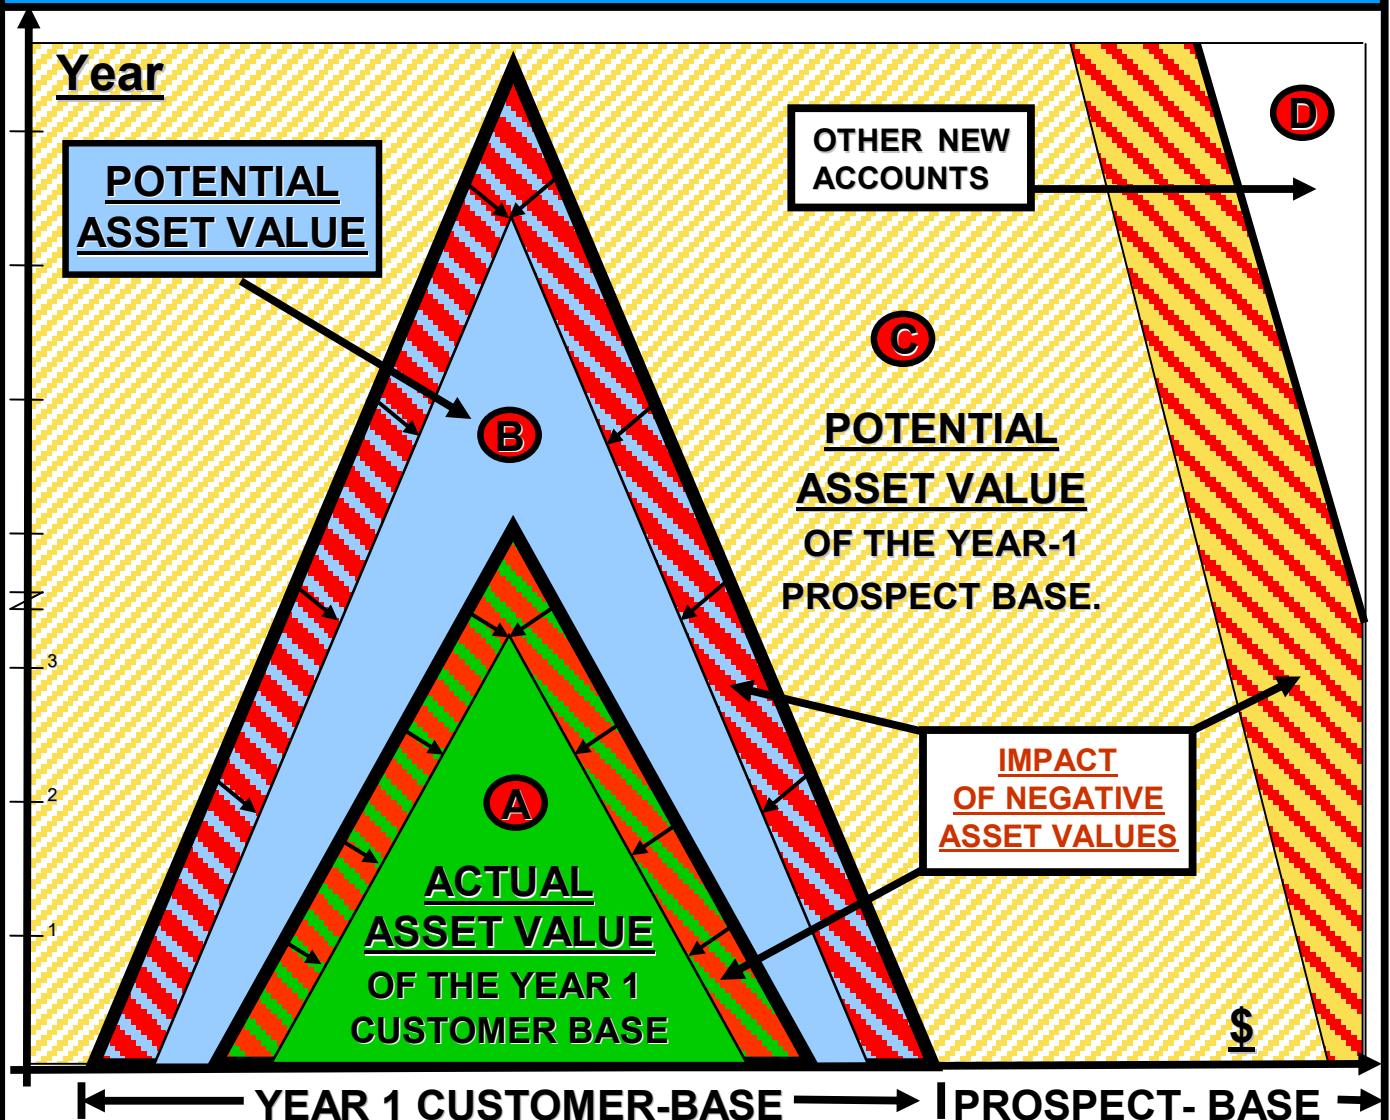 Year
POTENTIAL
ASSET VALUE
OTHER NEW
ACCOUNTS
D
C
B
POTENTIAL
ASSET VALUE
OF THE YEAR-1
PROSPECT BASE.
3
2
1
IMPACT
OF NEGATIVE
ASSET VALUES
A
ACTUAL
ASSET VALUE
OF THE YEAR 1
CUSTOMER BASE
$
YEAR 1 CUSTOMER-BASE
PROSPECT- BASE